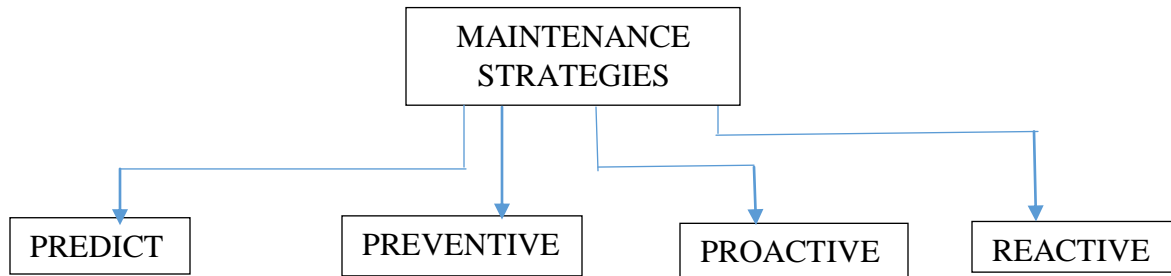 MAINTENANCE
STRATEGIES
PREDICT
PREVENTIVE
PROACTIVE
REACTIVE